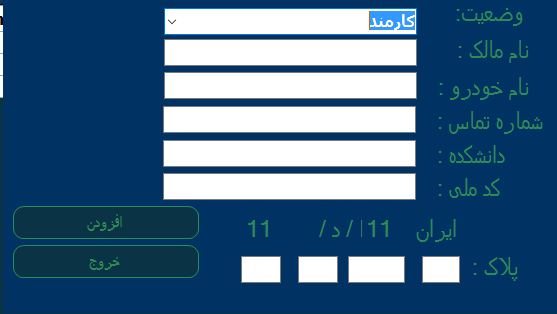 وضعیت: کارمند
نام مالک :
نام خودرو :
شماره تماس :
دانشکده :
کد ملی :
ایران 11| / د / 11
پلاک :
افزودن
خروج